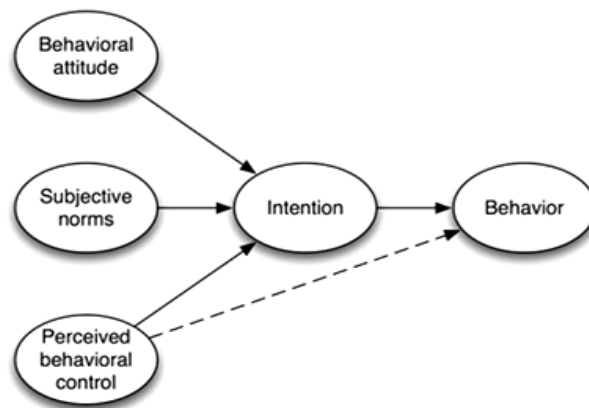 Behavioral
attitude
Subjective
norms
Intention
Behavior
Perceived
behavioral
control